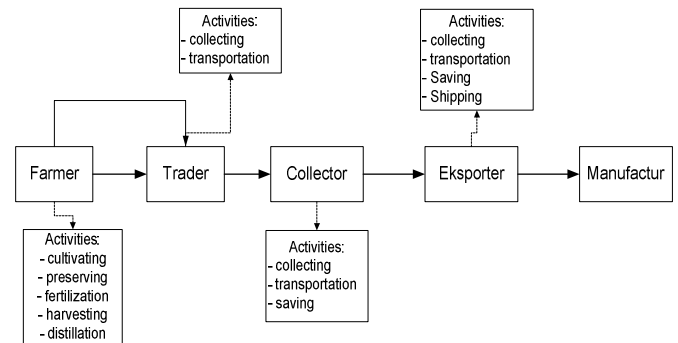 Activities:
- collecting
- transportation
Activities:
- collecting
- transportation
- Saving
- Shipping
Farmer
Trader
Collector
Eksporter
Manufactur
Activities:
- cultivating
- preserving
- fertilization
- harvesting
- distillation
Activities:
- collecting
- transportation
- saving